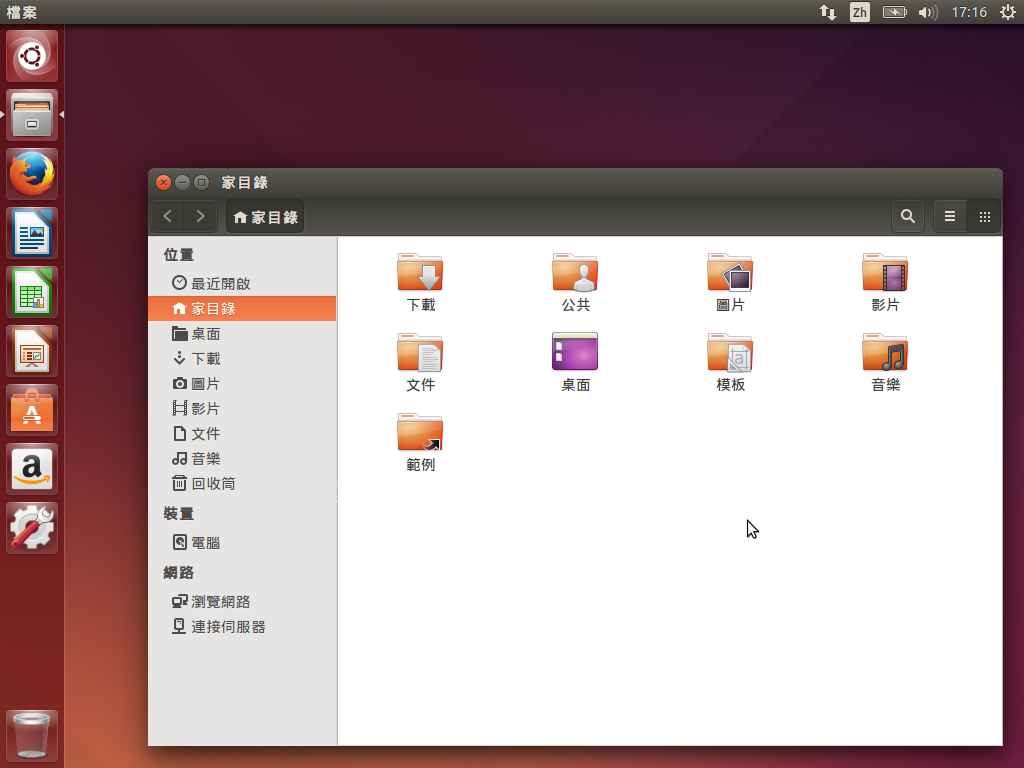 檔案
Zh
17:16
家目錄
家目錄
位置
最近開啟
家目錄
桌面
下載
圖片
影片
文件
音樂
回收筒
裝置
電腦
網路
瀏覽網路
連接伺服器
下載
公共
圖片
影片
文件
桌面
模板
音樂
範例